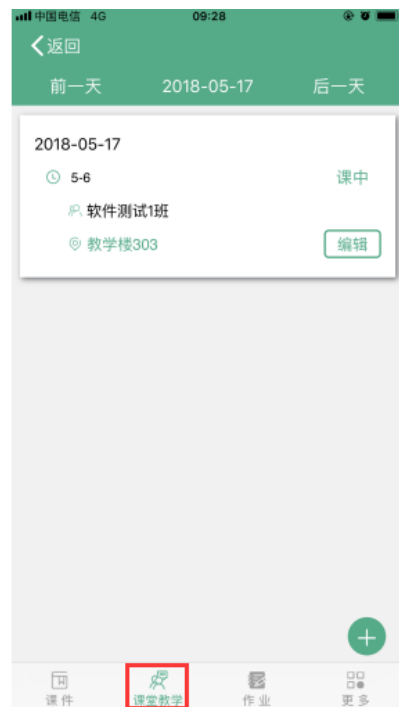 中国电信 4G 09:28
返回
前一天 2018-05-17 后一天
2018-05-17
5-6 课中
软件测试1班
教学楼303 编辑
课件 课堂教学 作业 更多